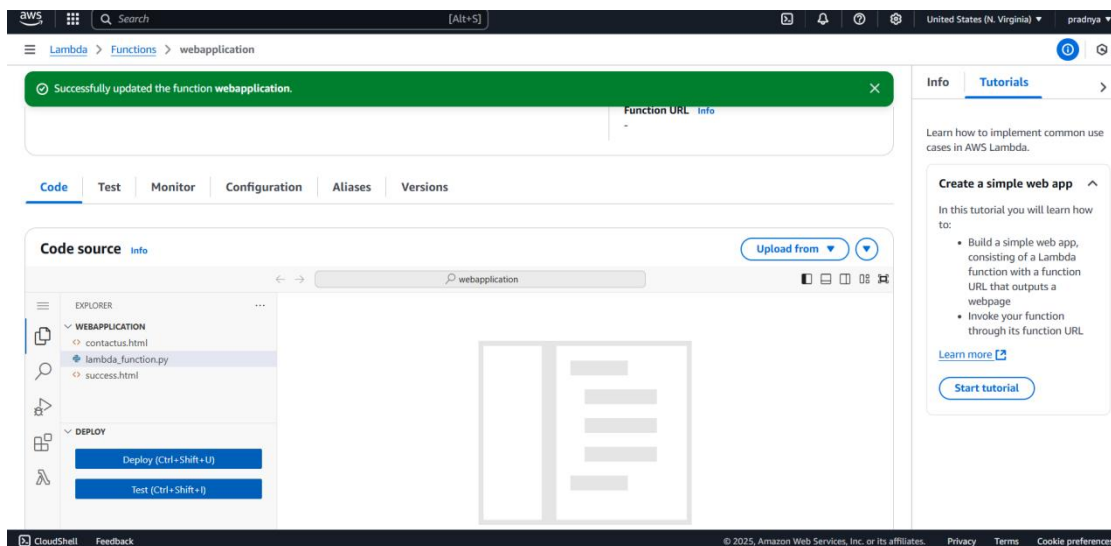 aws
Search
[Alt+S]
United States (N. Virginia)
pradnya
Lambda > Functions > webapplication
Successfully updated the function webapplication.
Function URL Info
-
Code Test Monitor Configuration Aliases Versions
Code source Info
Upload from
webapplication
EXPLORER ...
WEBAPPLICATION
contactus.html
lambda_function.py
success.html
DEPLOY
Deploy (Ctrl+Shift+U)
Test (Ctrl+Shift+I)
Info Tutorials
Learn how to implement common use
cases in AWS Lambda.
Create a simple web app
In this tutorial you will learn how
to:
• Build a simple web app,
consisting of a Lambda
function with a function
URL that outputs a
webpage
• Invoke your function
through its function URL
Learn more
Start tutorial
CloudShell Feedback
© 2025, Amazon Web Services, Inc. or its affiliates. Privacy Terms Cookie preferences